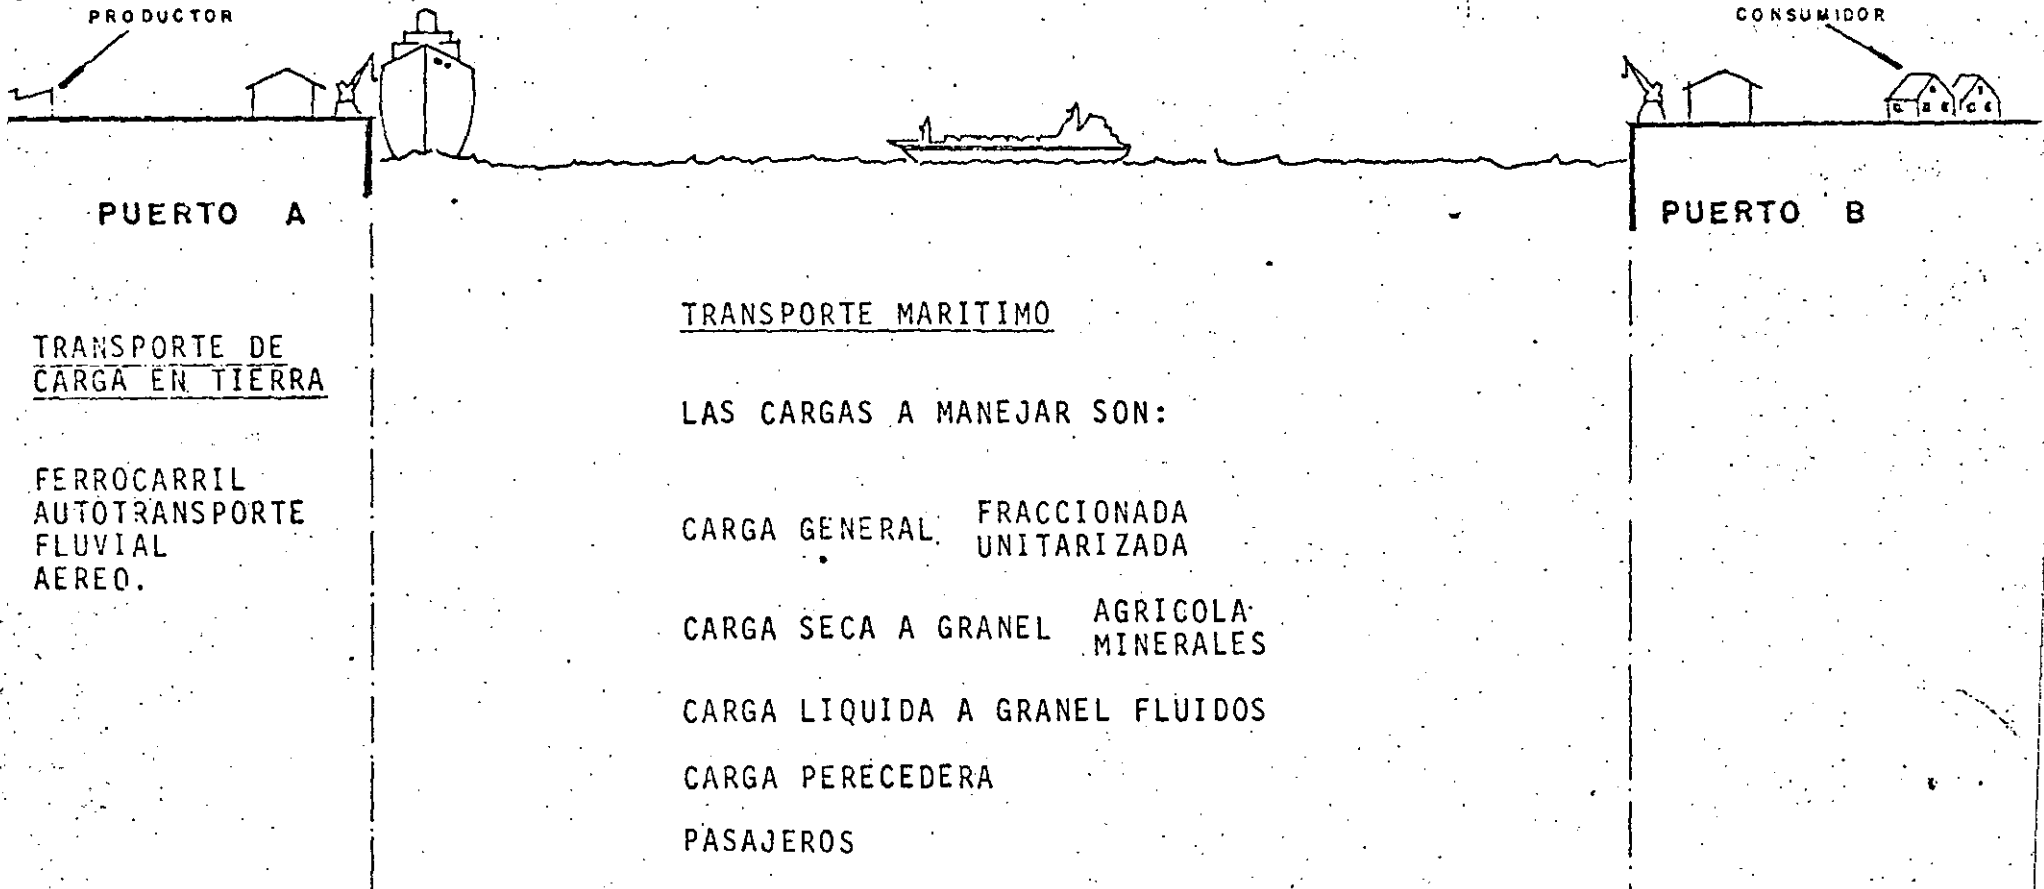 PRODUCTOR
CONSUMIDOR
PUERTO A
PUERTO B
TRANSPORTE DE
CARGA EN TIERRA
FERROCARRIL
AUTOTRANSPORTE
FLUVIAL
AEREO.
TRANSPORTE MARITIMO
LAS CARGAS A MANEJAR SON:
CARGA GENERAL FRACCIONADA
UNITARIZADA
CARGA SECA A GRANEL AGRICOLA
MINERALES
CARGA LIQUIDA A GRANEL FLUIDOS
CARGA PERECEDERA
PASAJEROS